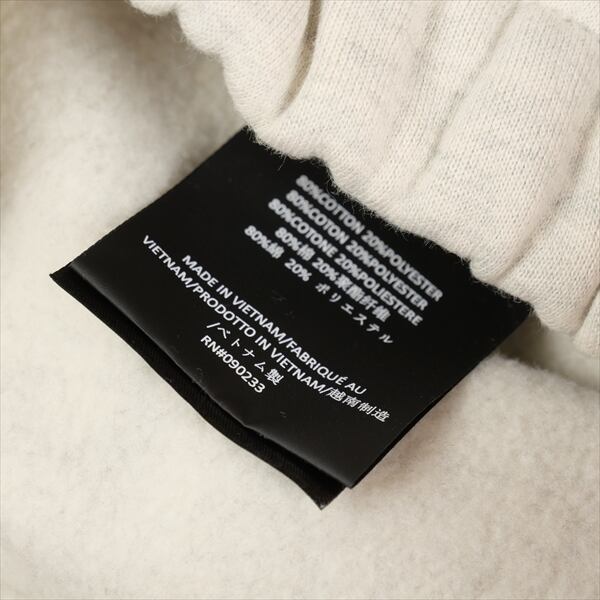 80%COTTON 20%POLYESTER
80%COTON 20%POLYESTER
80%COTONE 20%POLIESTERE
80%棉 20%聚酯纤维
80%綿 20% ポリエステル
MADE IN VIETNAM/FABRIQUÉ AU
VIETNAM/PRODOTTO IN VIETNAM/越南制造
/ベトナム製
RN#090233